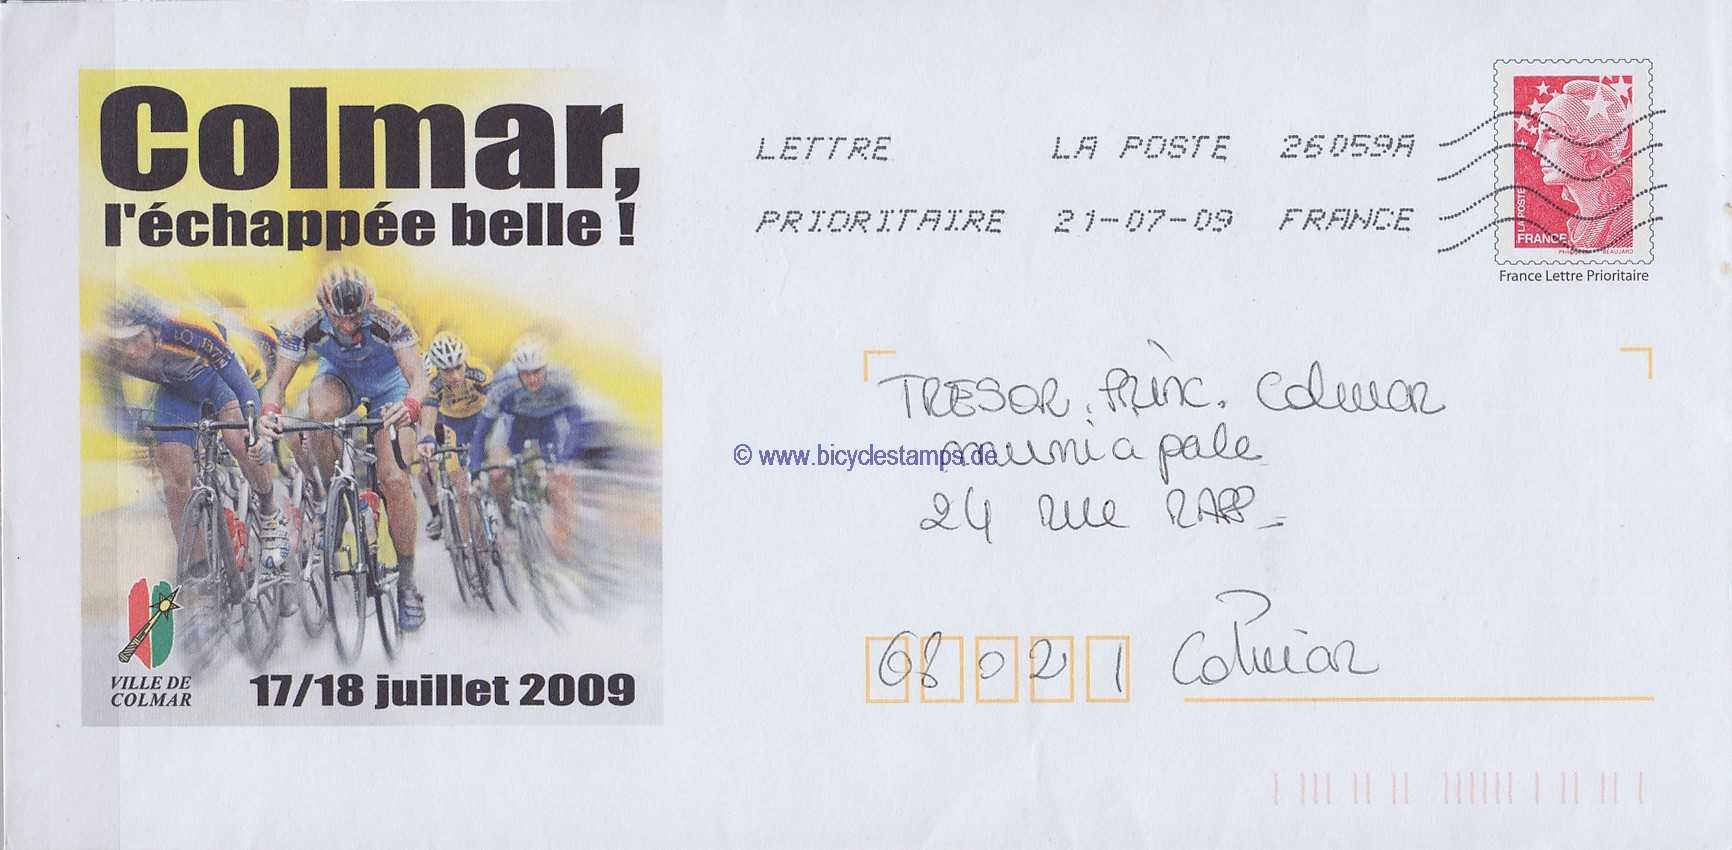 Colmar,
l'échappée belle !
VILLE DE
COLMAR
17/18 juillet 2009
LETTRE LA POSTE 26059A
PRIORITAIRE 21-07-09 FRANCE
LA POSTE
FRANCE
BEAUJARD
France Lettre Prioritaire
TRESOR. PRINC. Colmar
municipale
© www.bicyclestamps.de
24 rue RAPP
68021 Colmar